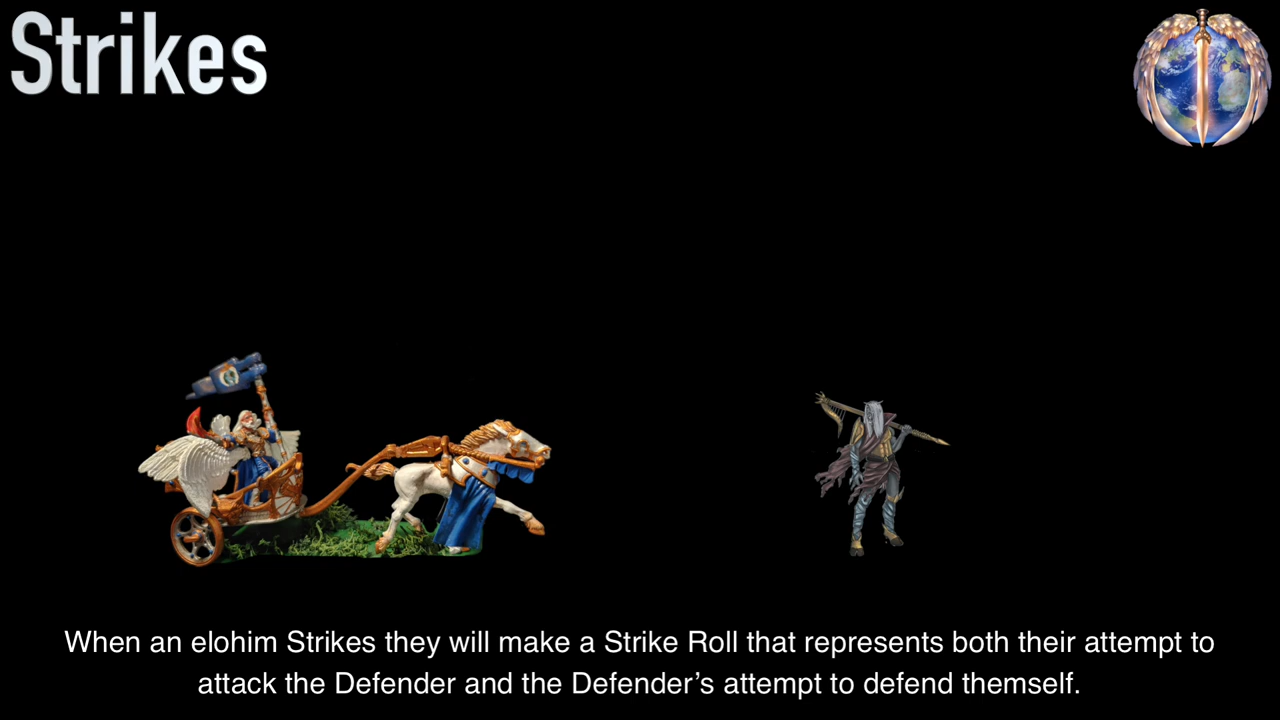 Strikes
When an elohim Strikes they will make a Strike Roll that represents both their attempt to
attack the Defender and the Defender’s attempt to defend themself.